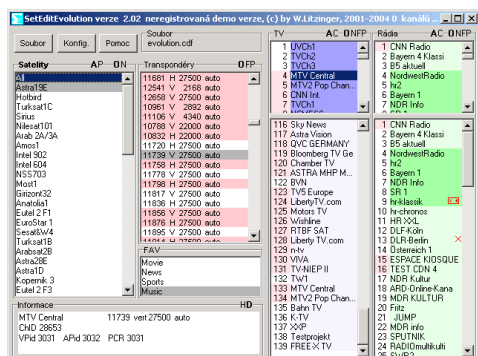 SetEditEvolution verze 2.02 neregistrovaná demo verze, (c) by W.Litzinger, 2001-2004 0 kanálů ...
Soubor
Konfig.
Pomoc
Soubor
evolution.cdf
Satelity AP ON
All
Astra19E
Hotbird
Turksat1C
Sirius
Nilesat101
Arab 2A/3A
Amos1
Intel 902
Intel 604
NSS703
Most1
Girizont32
Anatolia1
Eutel 2 F1
EuroStar 1
Sesat&W4
Turksat1B
Arabsat2B
Astra28E
Astra1D
Kopernik 3
Eutel 2 F3
Transpondéry OFP
11681 H 27500 auto
12541 V 2168 auto
12658 V 27500 auto
10961 V 2892 auto
11106 V 4340 auto
10788 V 22000 auto
10832 H 22000 auto
11720 H 27500 auto
11739 V 27500 auto
11758 H 27500 auto
11778 V 27500 auto
11798 H 27500 auto
11817 V 27500 auto
11836 H 27500 auto
11856 V 27500 auto
11876 H 27500 auto
11895 V 27500 auto
11914 H 27500 auto
FAV
Movie
News
Sports
Music
Informace HD
MTV Central 11739 vert 27500 auto
ChID 28653
VPid 3031 APid 3032 PCR 3031
TV AC ONFP
1 UVCh1
2 TVCh2
3 TVCh3
4 MTV Central
5 MTV2 Pop Chan...
6 CNN Int.
7 TVCh1
116 Sky News
117 Astra Vision
118 QVC GERMANY
119 Bloomberg TV Ge
120 Chamber TV
121 ASTRA MHP M...
122 BVN
123 TV5 Europe
124 LibertyTV.com
125 Motors TV
126 Wishline
127 RTBF SAT
128 Liberty TV.com
129 n-tv
130 VIVA
131 TV-NIEP II
132 TW1
133 MTV Central
134 MTV2 Pop Chan...
135 Bahn TV
136 K-TV
137 XXP
138 Testprojekt
139 FREE-X TV
Rádia AC ONFP
1 CNN Radio
2 Bayern 4 Klassi
3 B5 aktuell
4 NordwestRadio
5 hr2
6 Bayern 1
7 NDR Info
8 SR 1
1 CNN Radio
2 Bayern 4 Klassi
3 B5 aktuell
4 NordwestRadio
5 hr2
6 Bayern 1
7 NDR Info
8 SR 1
9 hr-klassik
10 hr-chronos
11 HR XXL
12 DLF-Köln
13 DLR-Berlin
14 Österreich 1
15 ESPACE KIOSQUE
16 TEST CDN 4
17 NDR Kultur
18 ARD-Online-Kana
19 MDR KULTUR
20 Fritz
21 JUMP
22 MDR info
23 SPUTNIK
24 RADIOmultikulti
25 SWR2